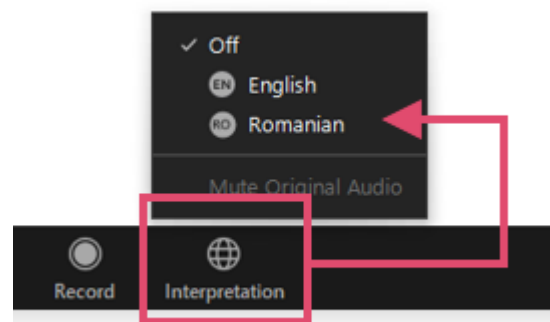 ✓ Off
EN English
RO Romanian
Mute Original Audio
Record Interpretation